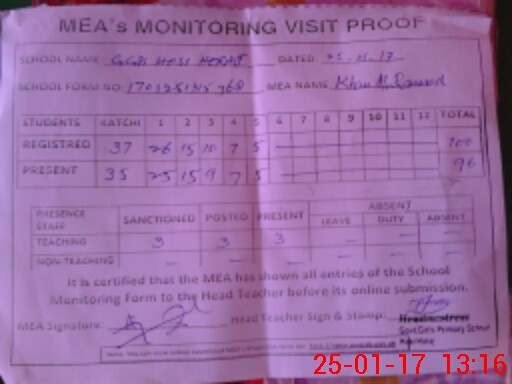 MEA's MONITORING VISIT PROOF
SCHOOL NAME DATED
SCHOOL FORM NO MEA NAME Khan
STUDENTS KATCHI 1 2 3 4 5 6 7 8 9 10 11 12 TOTAL
REGISTRED 37 26 15 10 7 5 100
PRESENT 35 25 15 9 7 5 96
PRESENCE STAFF SANCTIONED POSTED PRESENT ABSENT
LEAVE DUTY ABSENT
TEACHING 3 3 3 — — —
NON-TEACHING — — — — —
It is certified that the MEA has shown all entries of the School
Monitoring Form to the Head Teacher before its online submission.
MEA Signature: Head Teacher Sign & Stamp:
Headmistress
Govt Girls Primary School
25-01-17 13:16